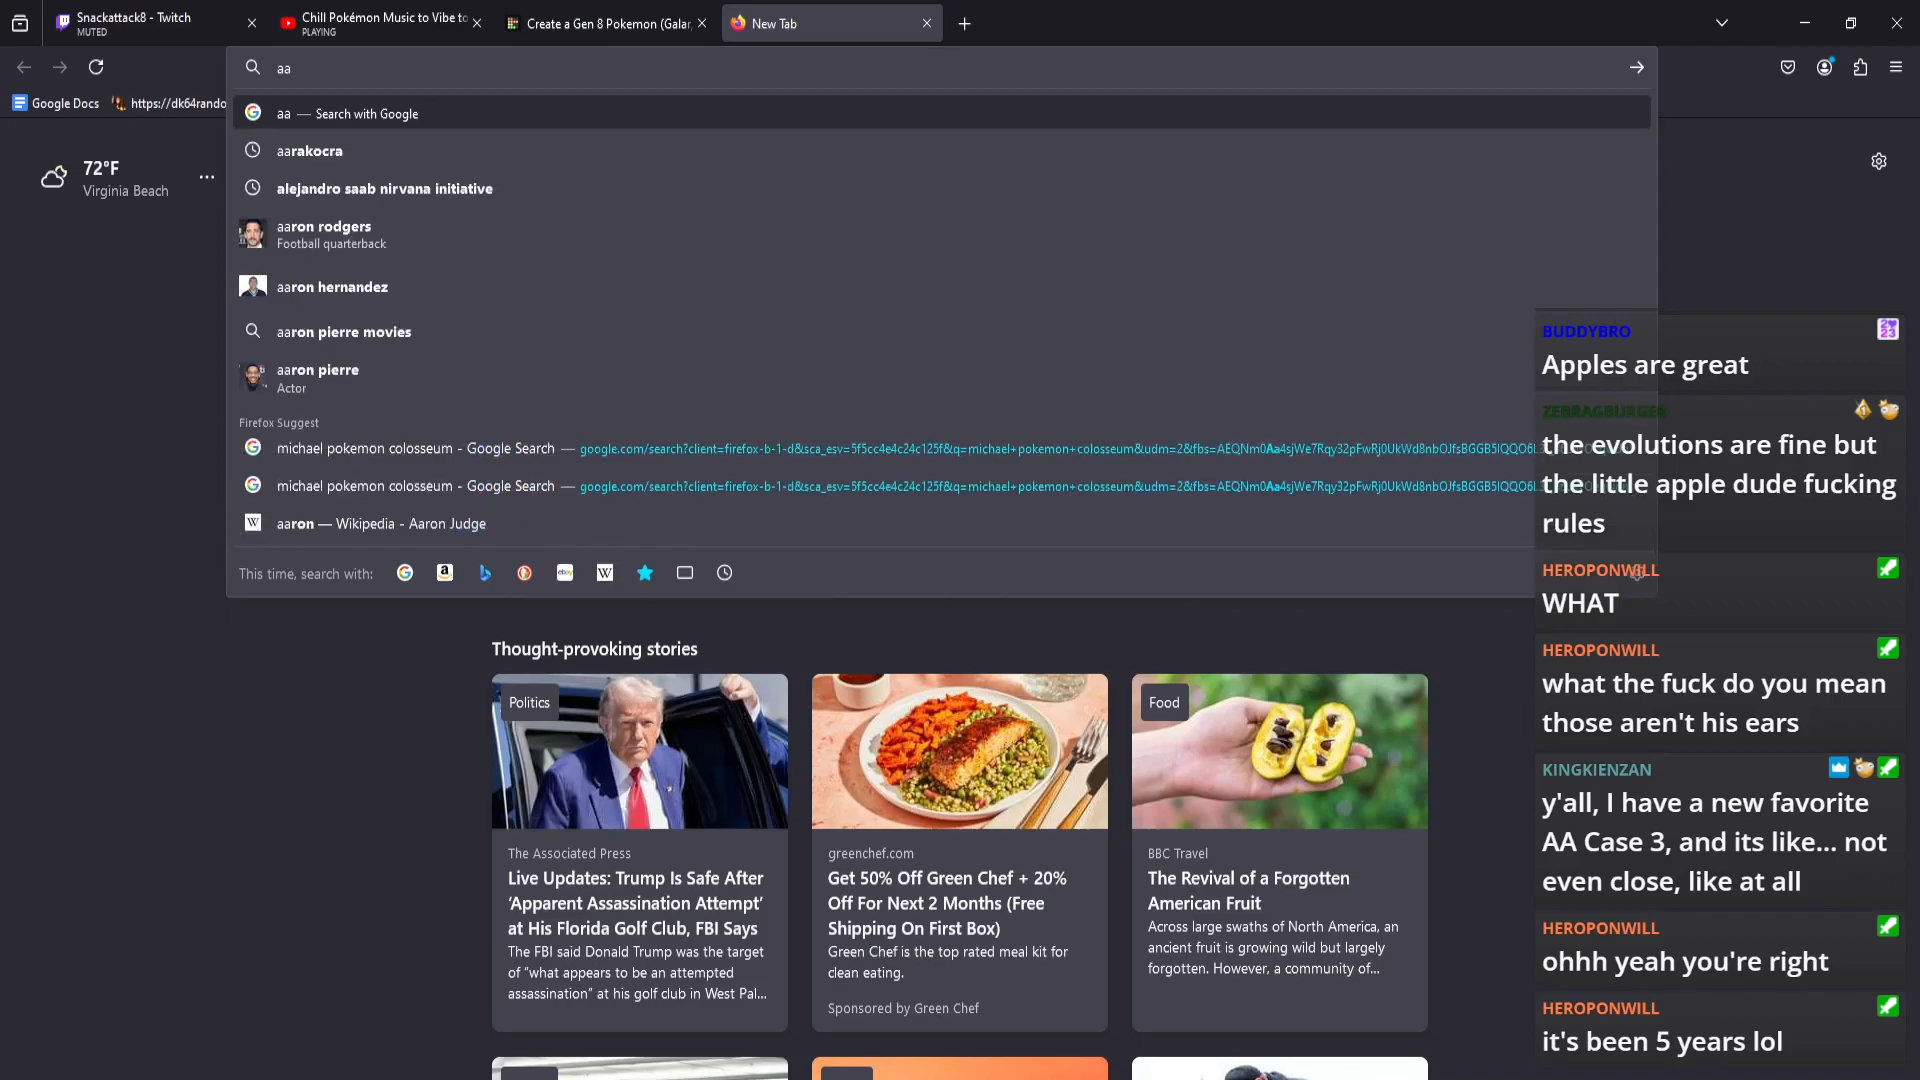 Snackattack8 - Twitch
MUTED
Chill Pokémon Music to Vibe to
PLAYING
Create a Gen 8 Pokemon (Galar,
New Tab
aa
Google Docs
https://dk64rando
aa — Search with Google
aarakocra
alejandro saab nirvana initiative
aaron rodgers
Football quarterback
aaron hernandez
aaron pierre movies
aaron pierre
Actor
Firefox Suggest
michael pokemon colosseum - Google Search —
michael pokemon colosseum - Google Search —
aaron — Wikipedia - Aaron Judge
This time, search with:
72°F
Virginia Beach
Thought-provoking stories
Politics
The Associated Press
Live Updates: Trump Is Safe After
‘Apparent Assassination Attempt’
at His Florida Golf Club, FBI Says
The FBI said Donald Trump was the target
of “what appears to be an attempted
assassination” at his golf club in West Pal...
greenchef.com
Get 50% Off Green Chef + 20%
Off For Next 2 Months (Free
Shipping On First Box)
Green Chef is the top rated meal kit for
clean eating.
Sponsored by Green Chef
Food
BBC Travel
The Revival of a Forgotten
American Fruit
Across large swaths of North America, an
ancient fruit is growing wild but largely
forgotten. However, a community of...
BUDDYBRO
Apples are great
ZEBRAGBURGER
the evolutions are fine but
the little apple dude fucking
rules
HEROPONWILL
WHAT
HEROPONWILL
what the fuck do you mean
those aren't his ears
KINGKIENZAN
y'all, I have a new favorite
AA Case 3, and its like... not
even close, like at all
HEROPONWILL
ohhh yeah you're right
HEROPONWILL
it's been 5 years lol